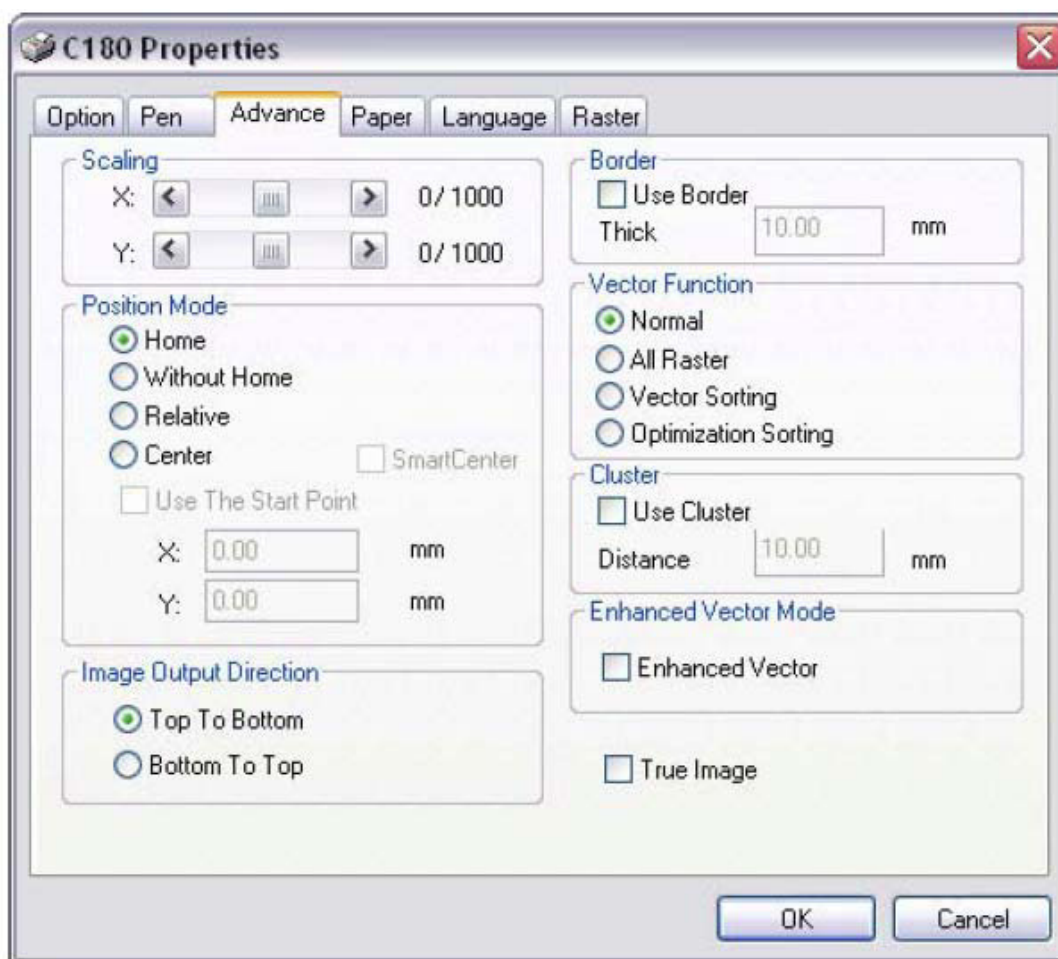 C180 Properties
Option Pen Advance Paper Language Raster
Scaling
X: 0/1000
Y: 0/1000
Position Mode
Home
Without Home
Relative
Center SmartCenter
Use The Start Point
X: 0.00 mm
Y: 0.00 mm
Image Output Direction
Top To Bottom
Bottom To Top
Border
Use Border
Thick 10.00 mm
Vector Function
Normal
All Raster
Vector Sorting
Optimization Sorting
Cluster
Use Cluster
Distance 10.00 mm
Enhanced Vector Mode
Enhanced Vector
True Image
OK Cancel